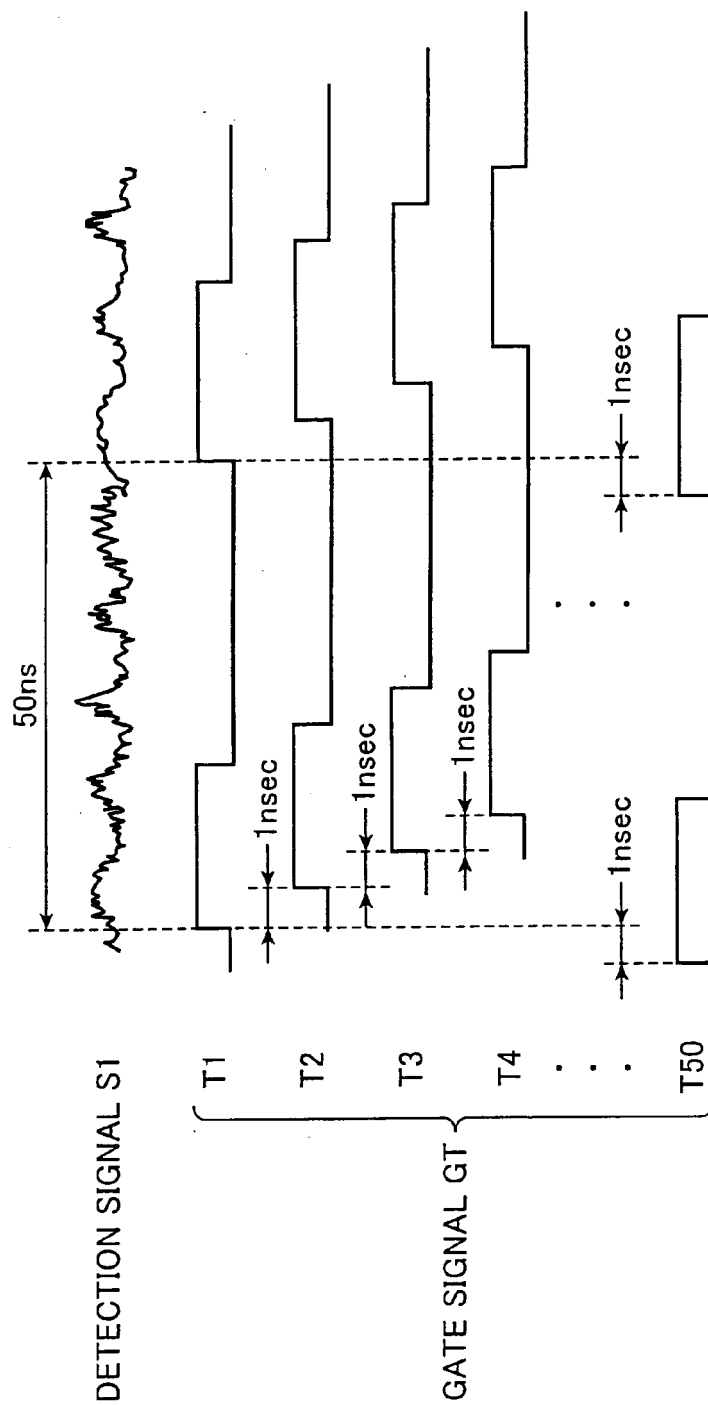 50ns
DETECTION SIGNAL S1
T1
1nsec
T2
1nsec
T3
1nsec
T4
. . .
. . .
1nsec
1nsec
T50
GATE SIGNAL GT